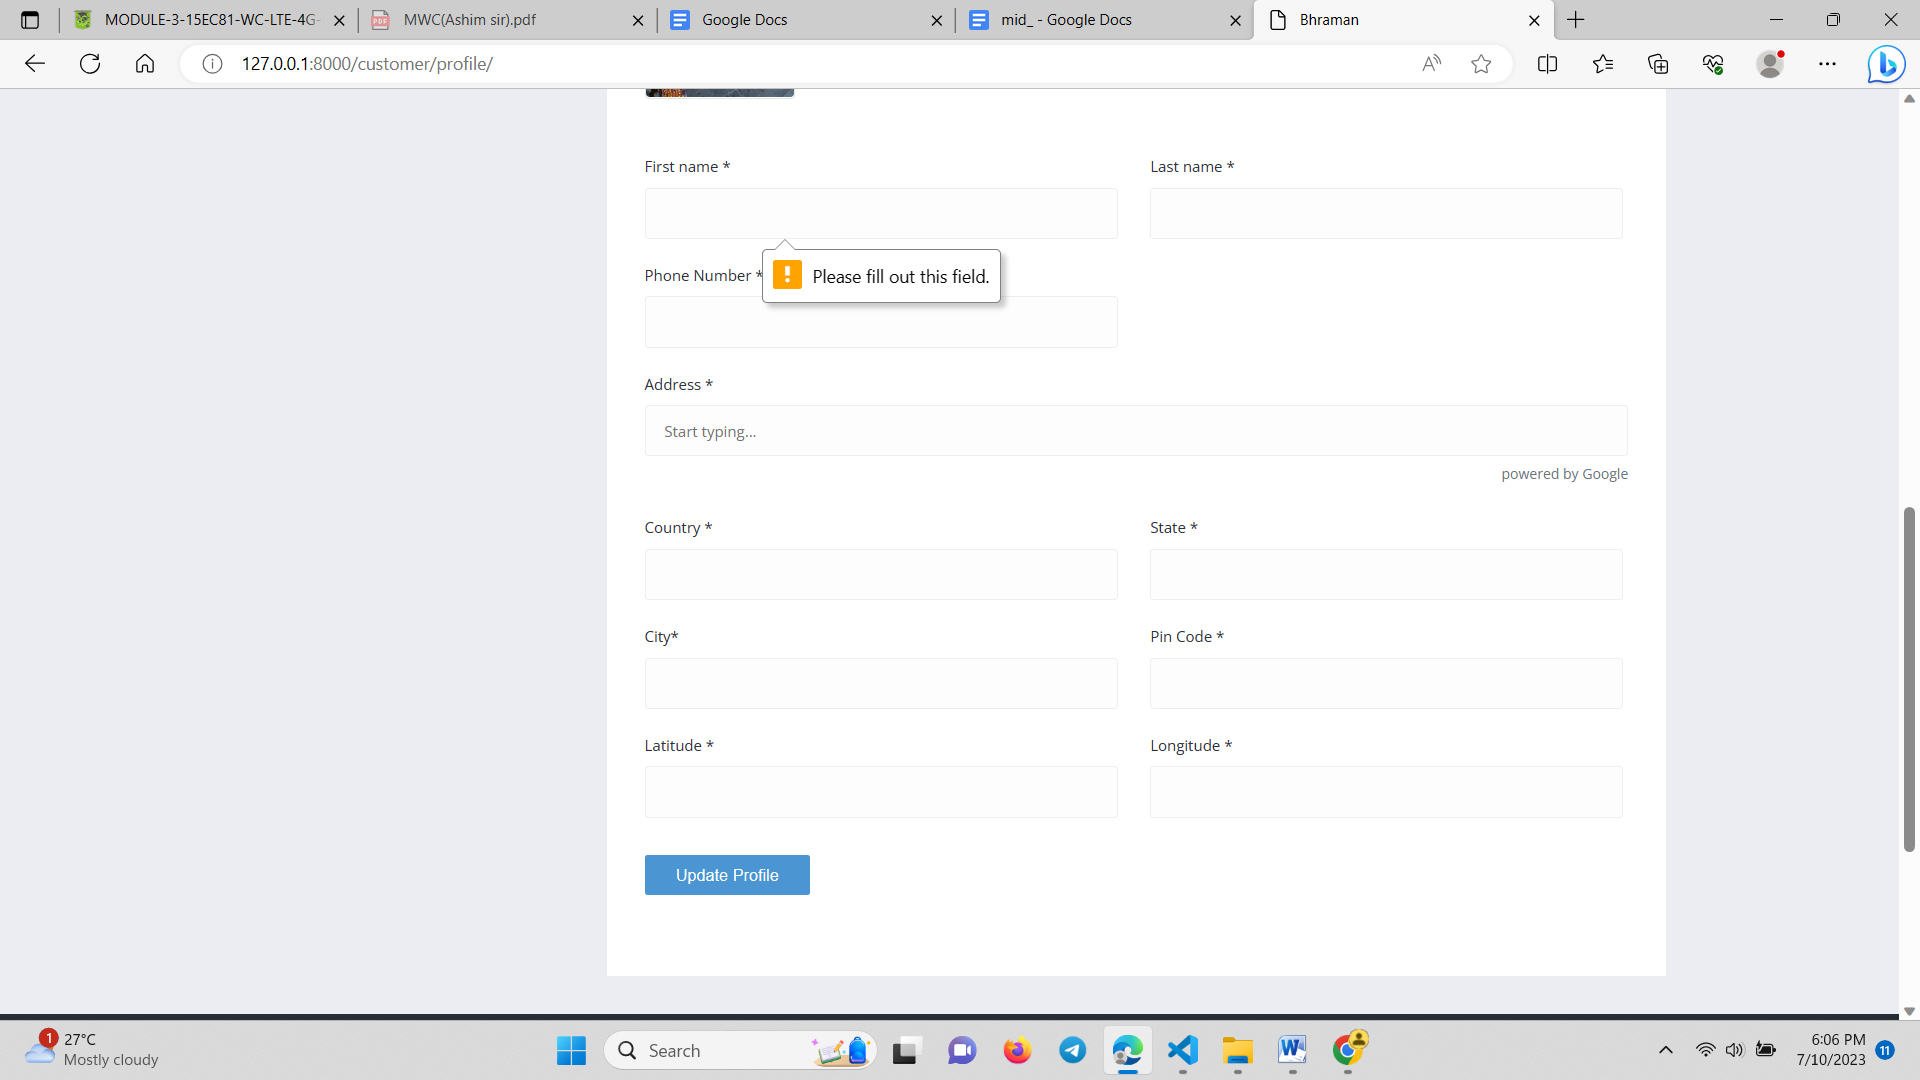 MODULE-3-15EC81-WC-LTE-4G-
MWC(Ashim sir).pdf
Google Docs
mid_ - Google Docs
Bhraman
127.0.0.1:8000/customer/profile/
First name *
Last name *
Please fill out this field.
Phone Number *
Address *
Start typing...
powered by Google
Country *
State *
City*
Pin Code *
Latitude *
Longitude *
Update Profile
1
27°C
Mostly cloudy
Search
6:06 PM
7/10/2023
11